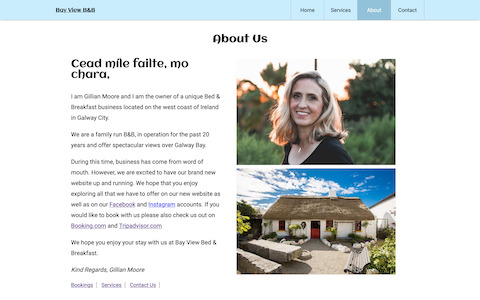 Bay View B&B
Home
Services
About
Contact
About Us
Cead míle failte, mo
chara,
I am Gillian Moore and I am the owner of a unique Bed &
Breakfast business located on the west coast of Ireland
in Galway City.
We are a family run B&B, in operation for the past 20
years and offer spectacular views over Galway Bay.
During this time, business has come from word of
mouth. However, we are excited to have our brand new
website up and running. We hope that you enjoy
exploring all that we have to offer on our new website
as well as on our Facebook and Instagram accounts. If you
would like to book with us please also check us out on
Booking.com and Tripadvisor.com
We hope you enjoy your stay with us at Bay View Bed &
Breakfast.
Kind Regards, Gillian Moore
Bookings | Services | Contact Us |